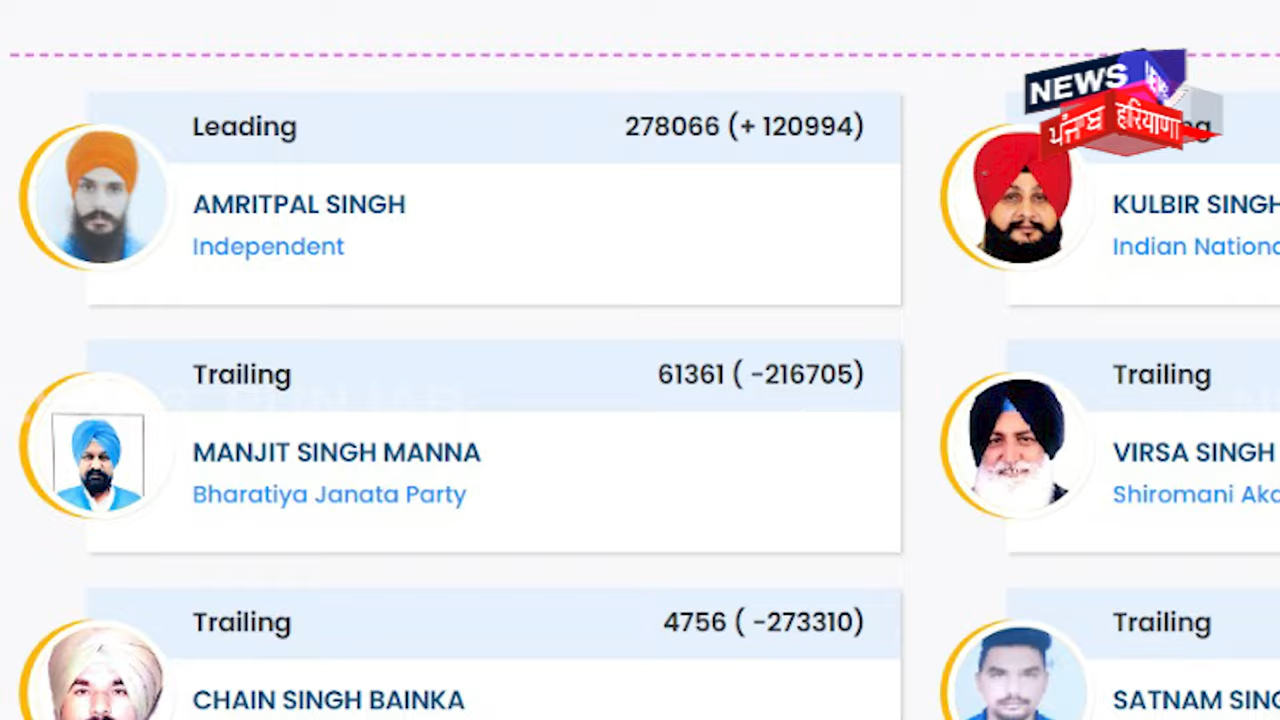 NEWS
ਪੰਜਾਬ हरियाणा
Leading 278066 (+ 120994)
AMRITPAL SINGH
Independent
KULBIR SINGH
Indian Nationa
Trailing 61361 ( -216705)
MANJIT SINGH MANNA
Bharatiya Janata Party
Trailing
VIRSA SINGH
Shiromani Aka
Trailing 4756 ( -273310)
CHAIN SINGH BAINKA
Trailing
SATNAM SING